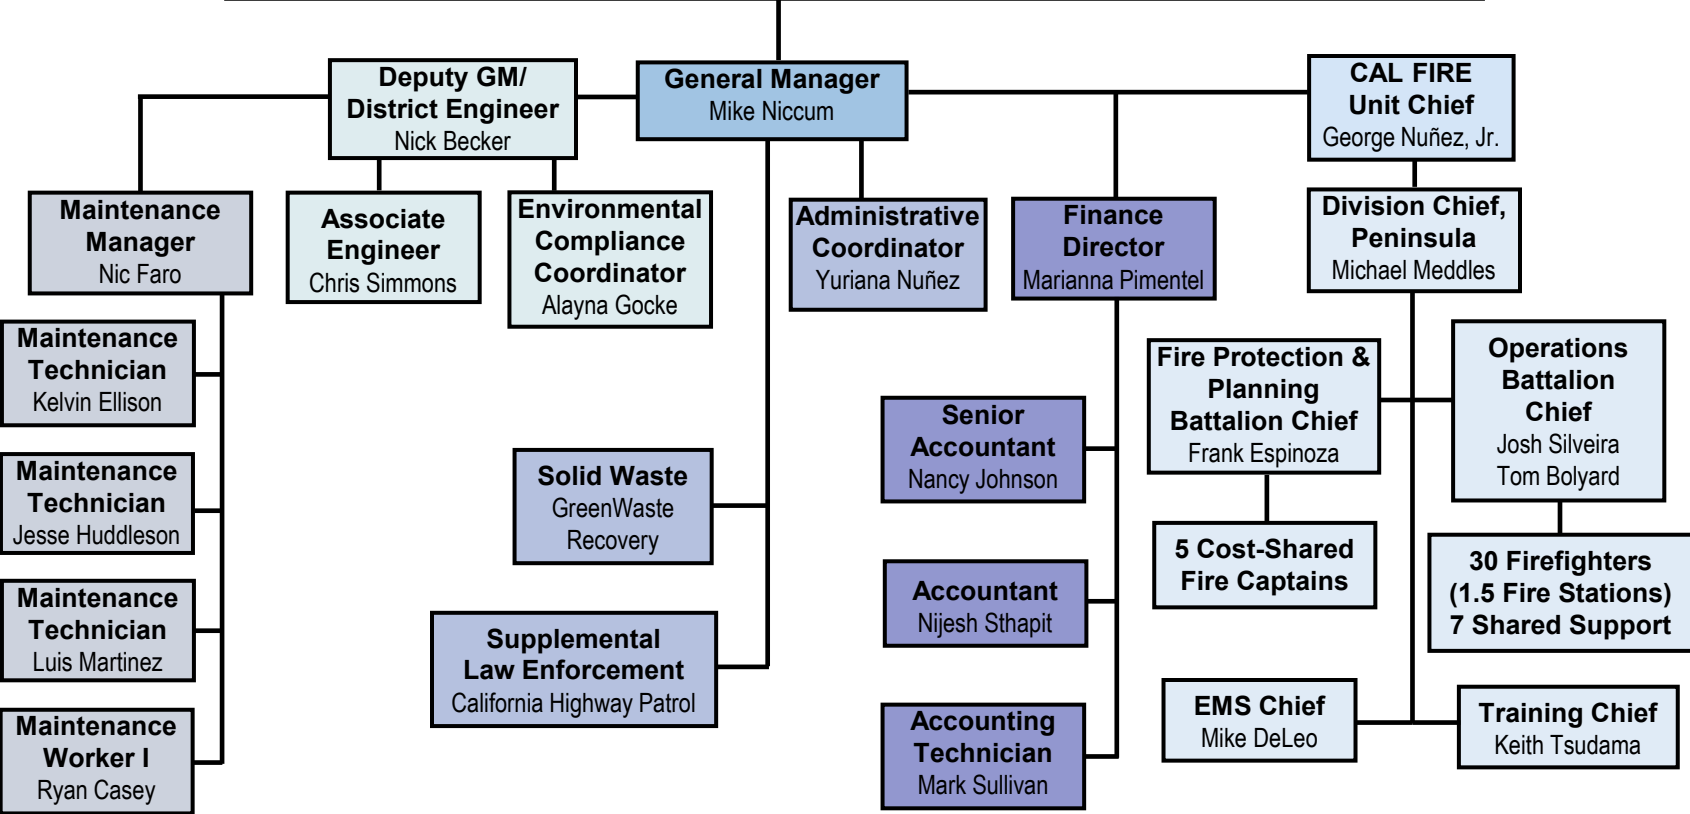 Deputy GM/
District Engineer
Nick Becker
General Manager
Mike Niccum
CAL FIRE
Unit Chief
George Nuñez, Jr.
Maintenance
Manager
Nic Faro
Associate
Engineer
Chris Simmons
Environmental
Compliance
Coordinator
Alayna Gocke
Administrative
Coordinator
Yuriana Nuñez
Finance
Director
Marianna Pimentel
Division Chief,
Peninsula
Michael Meddles
Maintenance
Technician
Kelvin Ellison
Maintenance
Technician
Jesse Huddleson
Maintenance
Technician
Luis Martinez
Maintenance
Worker I
Ryan Casey
Solid Waste
GreenWaste
Recovery
Supplemental
Law Enforcement
California Highway Patrol
Senior
Accountant
Nancy Johnson
Accountant
Nijesh Sthapit
Accounting
Technician
Mark Sullivan
Fire Protection &
Planning
Battalion Chief
Frank Espinoza
5 Cost-Shared
Fire Captains
Operations
Battalion
Chief
Josh Silveira
Tom Bolyard
30 Firefighters
(1.5 Fire Stations)
7 Shared Support
EMS Chief
Mike DeLeo
Training Chief
Keith Tsudama